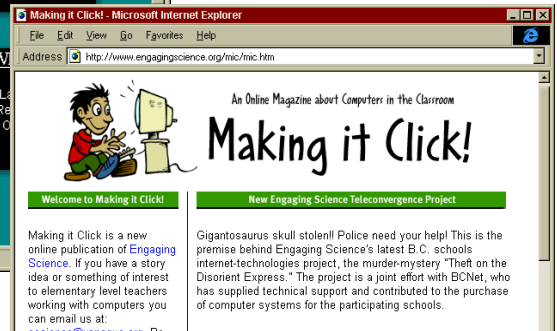 Making it Click! - Microsoft Internet Explorer
File Edit View Go Favorites Help
Address http://www.engagingscience.org/mic/mic.htm
An Online Magazine about Computers in the Classroom
Making it Click!
Welcome to Making it Click!
Making it Click is a new
online publication of Engaging
Science. If you have a story
idea or something of interest
to elementary level teachers
working with computers you
can email us at:
New Engaging Science Teleconvergence Project
Gigantosaurus skull stolen!! Police need your help! This is the
premise behind Engaging Science's latest B.C. schools
internet-technologies project, the murder-mystery "Theft on the
Disorient Express." The project is a joint effort with BCNet, who
has supplied technical support and contributed to the purchase
of computer systems for the participating schools.